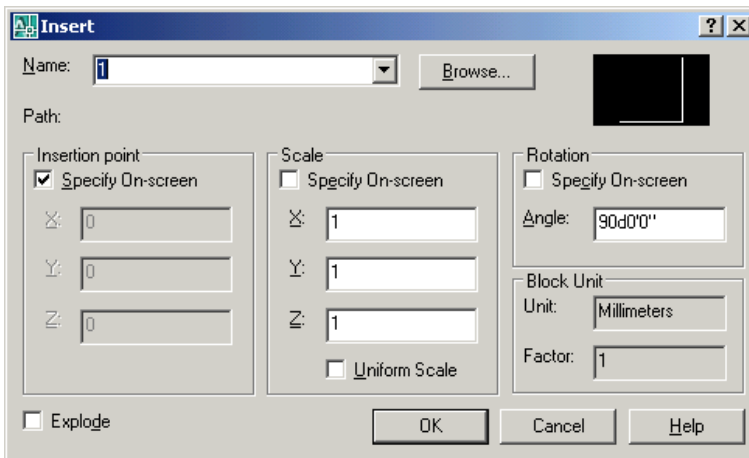 Insert
Name: 1
Browse...
Path:
Insertion point
Specify On-screen
X: 0
Y: 0
Z: 0
Scale
Specify On-screen
X: 1
Y: 1
Z: 1
Uniform Scale
Rotation
Specify On-screen
Angle: 90d0'0"
Block Unit
Unit: Millimeters
Factor: 1
Explode
OK
Cancel
Help